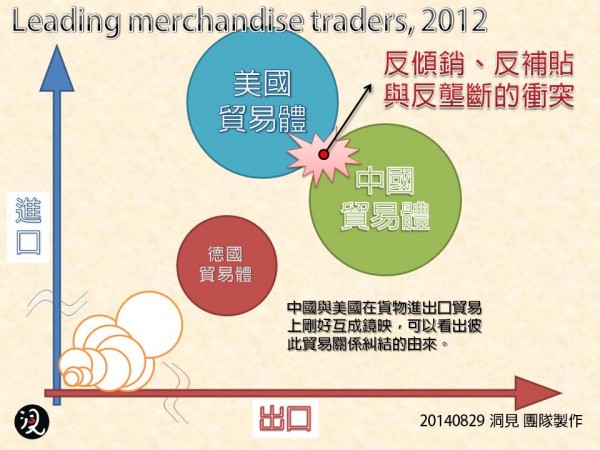 Leading merchandise traders, 2012
反傾銷、反補貼
與反壟斷的衝突
美國
貿易體
中國
貿易體
進
口
德國
貿易體
中國與美國在貨物進出口貿易
上剛好互成鏡映，可以看出彼
此貿易關係糾結的由來。
出口
20140829 洞見 團隊製作